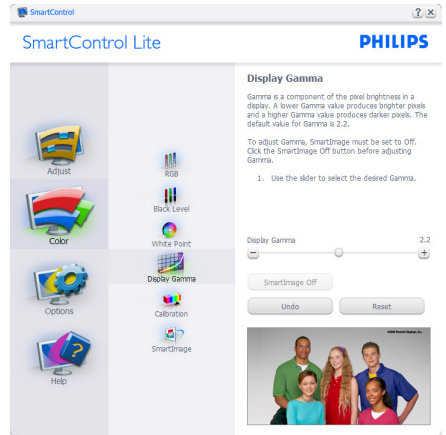 SmartControl
SmartControl Lite
PHILIPS
Adjust
Color
Options
Help
RGB
Black Level
White Point
Display Gamma
Calibration
SmartImage
Display Gamma
Gamma is a component of the pixel brightness in a
display. A lower Gamma value produces brighter pixels
and a higher Gamma value produces darker pixels. The
default value for Gamma is 2.2.
To adjust Gamma, SmartImage must be set to Off.
Click the SmartImage Off button before adjusting
Gamma.
1. Use the slider to select the desired Gamma.
Display Gamma 2.2
SmartImage Off
Undo Reset